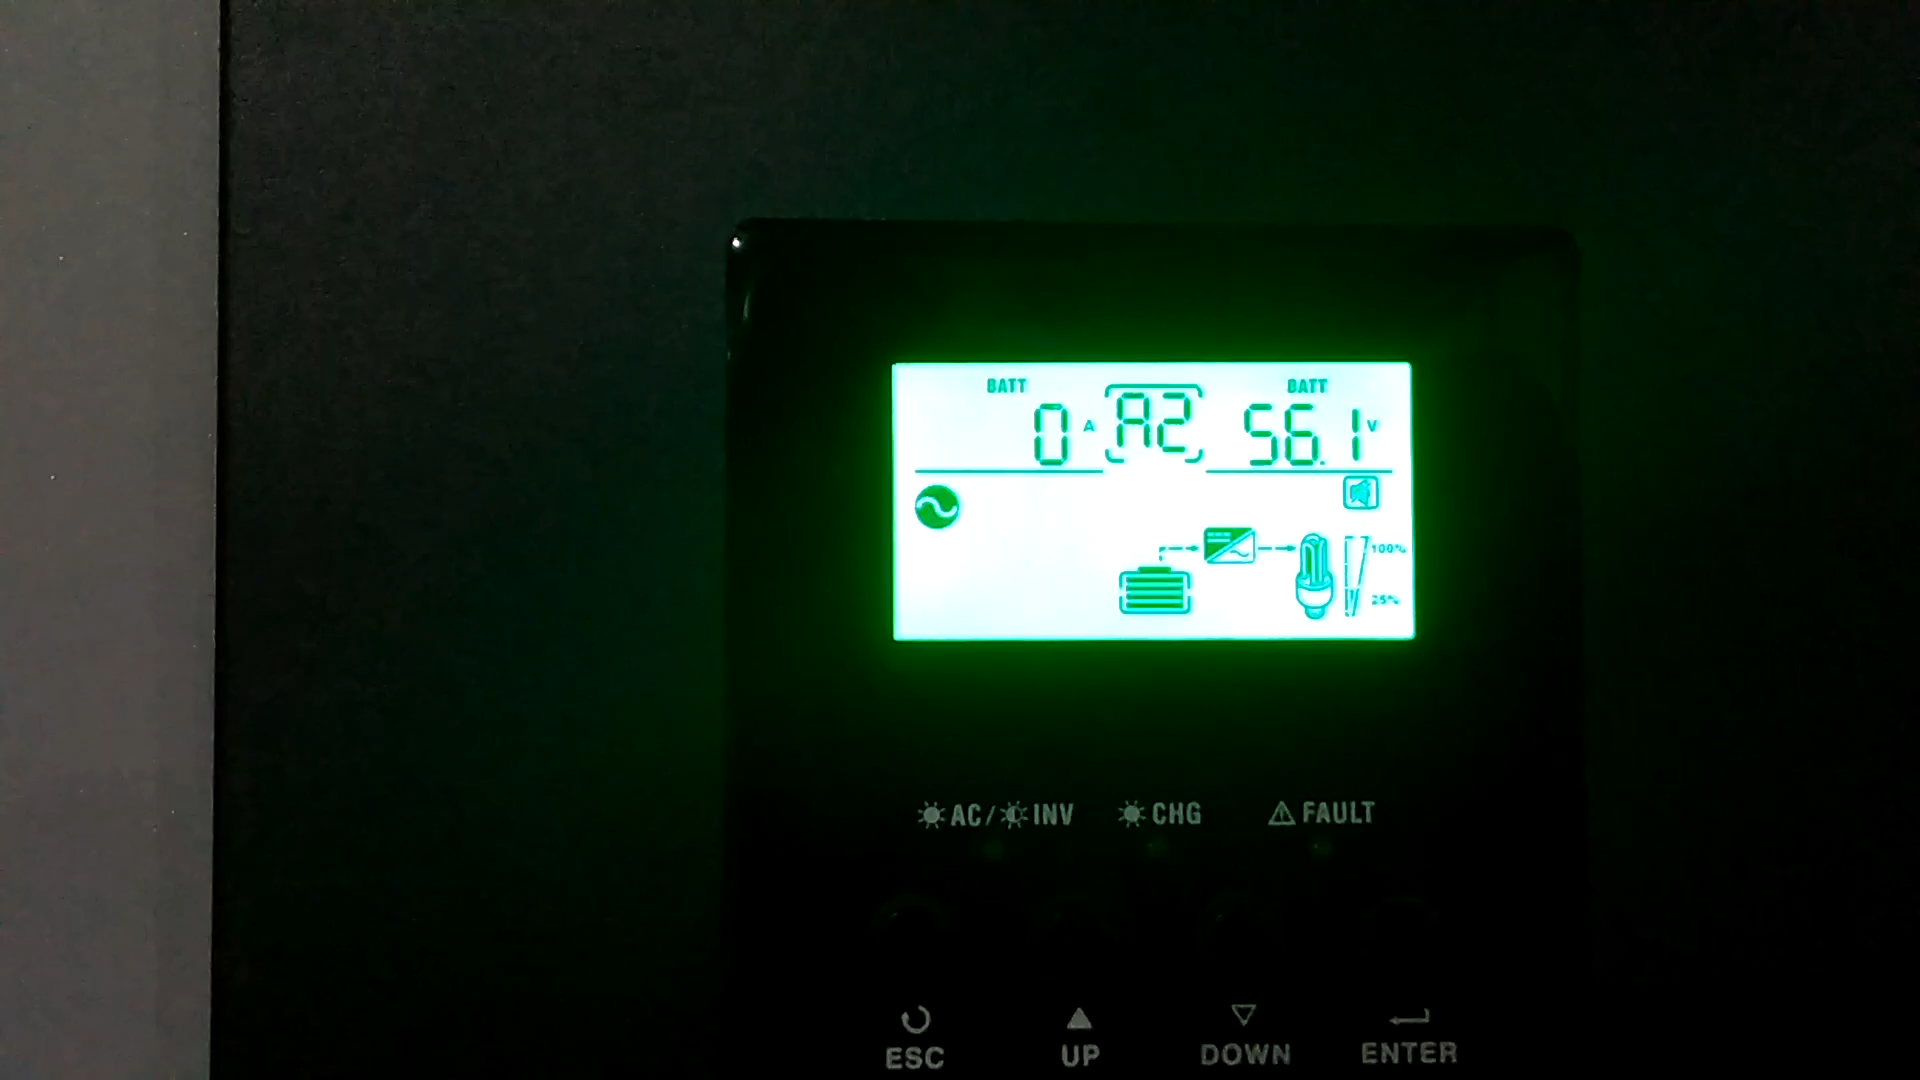 BATT BATT
0 A A2 56.1 V
100%
25%
AC/ INV CHG FAULT
ESC UP DOWN ENTER